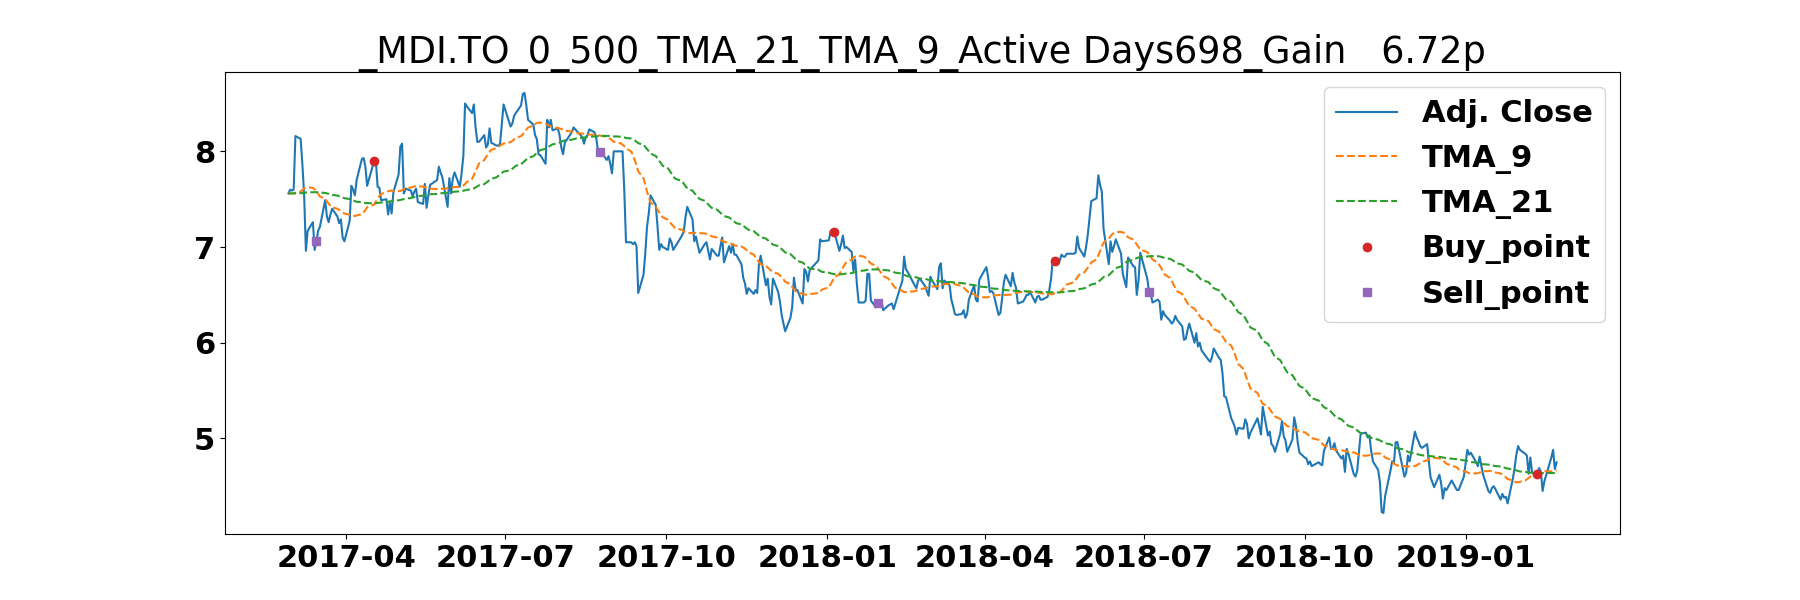 _MDI.TO_0_500_TMA_21_TMA_9_Active Days698_Gain   6.72p
Adj. Close
TMA_9
TMA_21
Buy_point
Sell_point
8
7
6
5
2017-04 2017-07 2017-10 2018-01 2018-04 2018-07 2018-10 2019-01